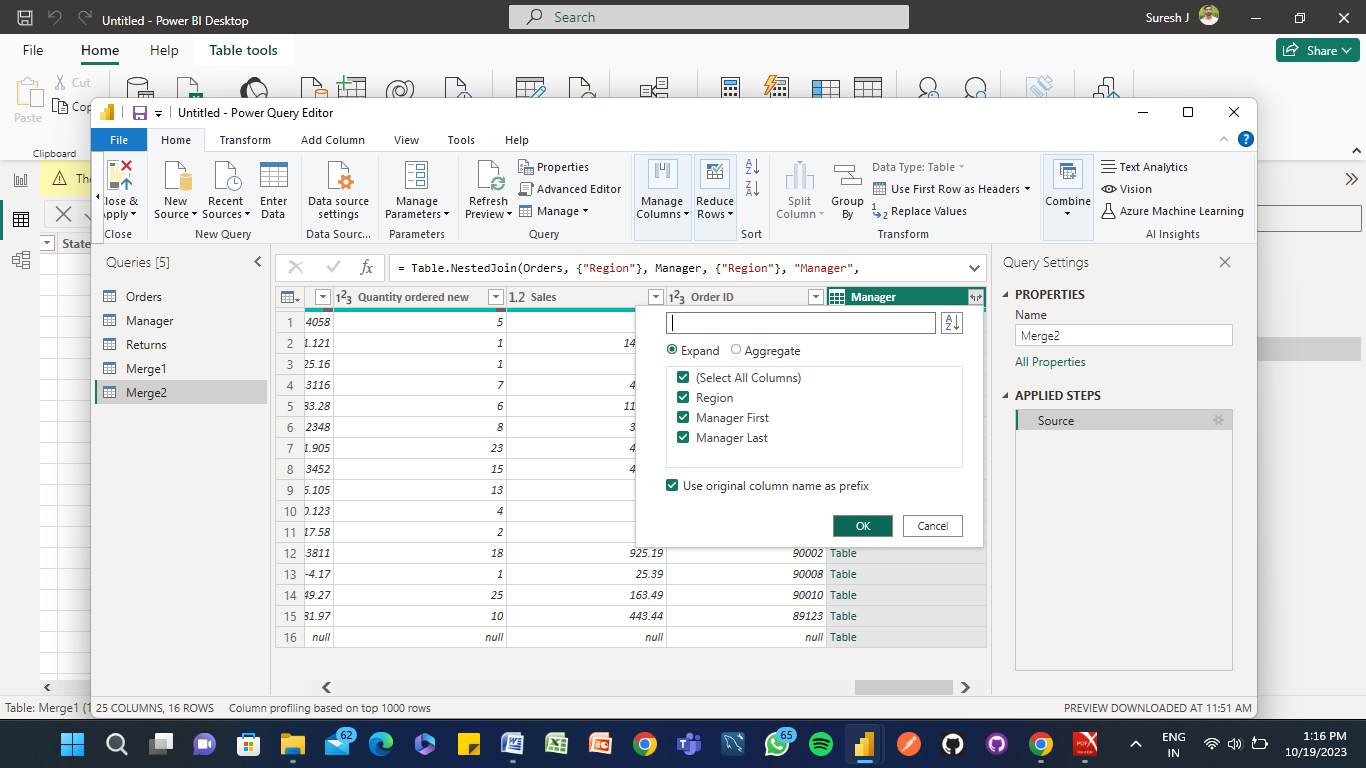 Untitled - Power BI Desktop
Search
Suresh J
File
Home
Help
Table tools
Share
Paste
Cut
Cop
Clipboard
The
State
Table: Merge1 (1
Untitled - Power Query Editor
File
Home
Transform
Add Column
View
Tools
Help
Close &
Apply
Close
New
Source
Recent
Sources
Enter
Data
New Query
Data source
settings
Data Sourc...
Manage
Parameters
Parameters
Refresh
Preview
Properties
Advanced Editor
Manage
Query
Manage
Columns
Reduce
Rows
Sort
Split
Column
Group
By
Data Type: Table
Use First Row as Headers
Replace Values
Transform
Combine
Text Analytics
Vision
Azure Machine Learning
AI Insights
Queries [5]
Orders
Manager
Returns
Merge1
Merge2
fx
= Table.NestedJoin(Orders, {"Region"}, Manager, {"Region"}, "Manager",
123 Quantity ordered new
1.2 Sales
123 Order ID
Manager
1 4058 5
2 1.121 1 14
3 25.16 1
4 3116 7 4
5 83.28 6 11
6 2348 8 3
7 1.905 23 4
8 3452 15 4
9 5.105 13
10 0.123 4
11 17.58 2
12 3811 18 925.19 90002 Table
13 -4.17 1 25.39 90008 Table
14 49.27 25 163.49 90010 Table
15 31.97 10 443.44 89123 Table
16 null null null null Table
Expand
Aggregate
(Select All Columns)
Region
Manager First
Manager Last
Use original column name as prefix
OK
Cancel
Query Settings
PROPERTIES
Name
Merge2
All Properties
APPLIED STEPS
Source
25 COLUMNS, 16 ROWS
Column profiling based on top 1000 rows
PREVIEW DOWNLOADED AT 11:51 AM
62
65
ENG
IN
1:16 PM
10/19/2023